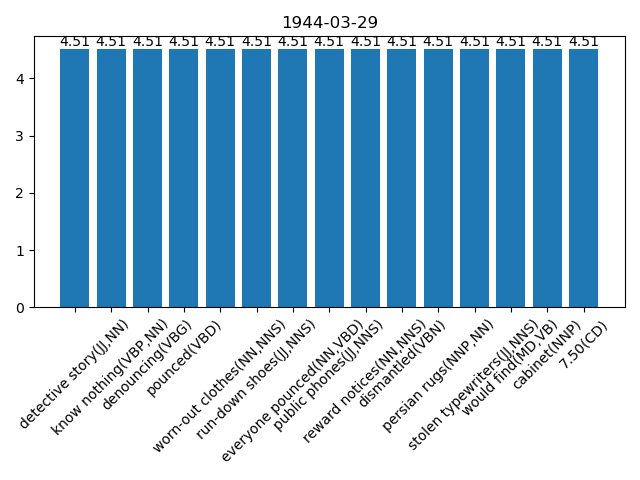 1944-03-29
4.51 4.51 4.51 4.51 4.51 4.51 4.51 4.51 4.51 4.51 4.51 4.51 4.51 4.51 4.51
4
3
2
1
0
detective story(JJ,NN)
know nothing(VBP,NN)
denouncing(VBG)
pounced(VBD)
worn-out clothes(NN,NNS)
run-down shoes(JJ,NNS)
everyone pounced(NN,VBD)
public phones(JJ,NNS)
reward notices(NN,NNS)
dismantled(VBN)
persian rugs(NNP,NN)
stolen typewriters(JJ,NNS)
would find(MD,VB)
cabinet(NNP)
7.50(CD)